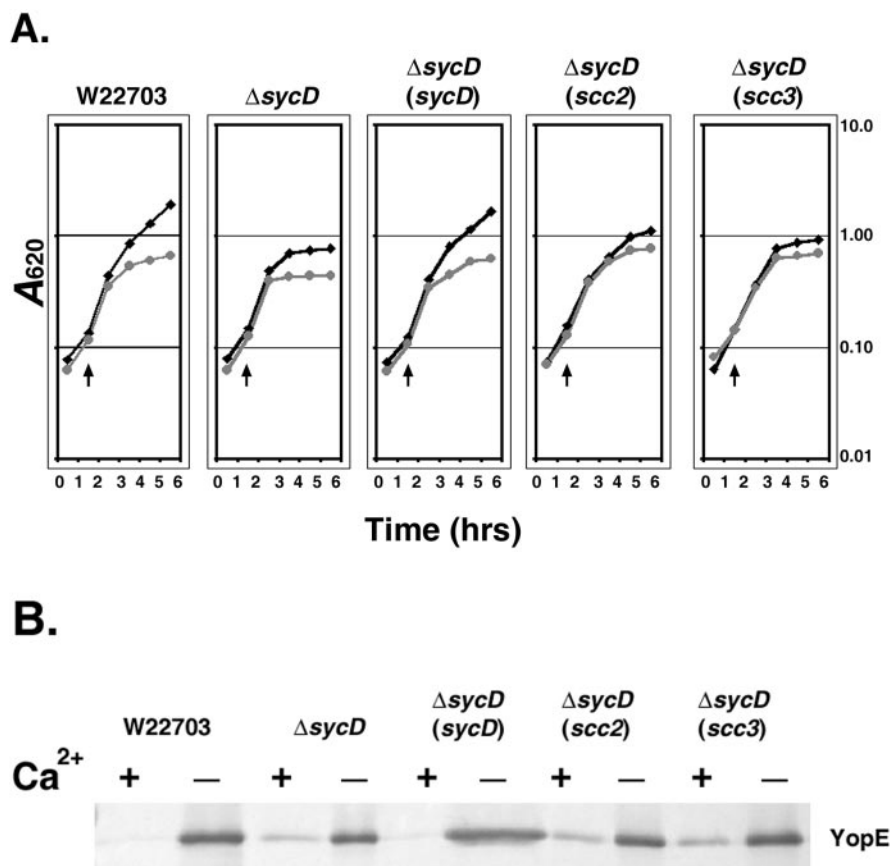 A.
W22703
ΔsycD
ΔsycD
(sycD)
ΔsycD
(scc2)
ΔsycD
(scc3)
A620
10.0
1.00
0.10
0.01
0 1 2 3 4 5 6
0 1 2 3 4 5 6
0 1 2 3 4 5 6
0 1 2 3 4 5 6
0 1 2 3 4 5 6
Time (hrs)
B.
W22703
ΔsycD
ΔsycD
(sycD)
ΔsycD
(scc2)
ΔsycD
(scc3)
Ca2+ + — + — + — + — + —
YopE